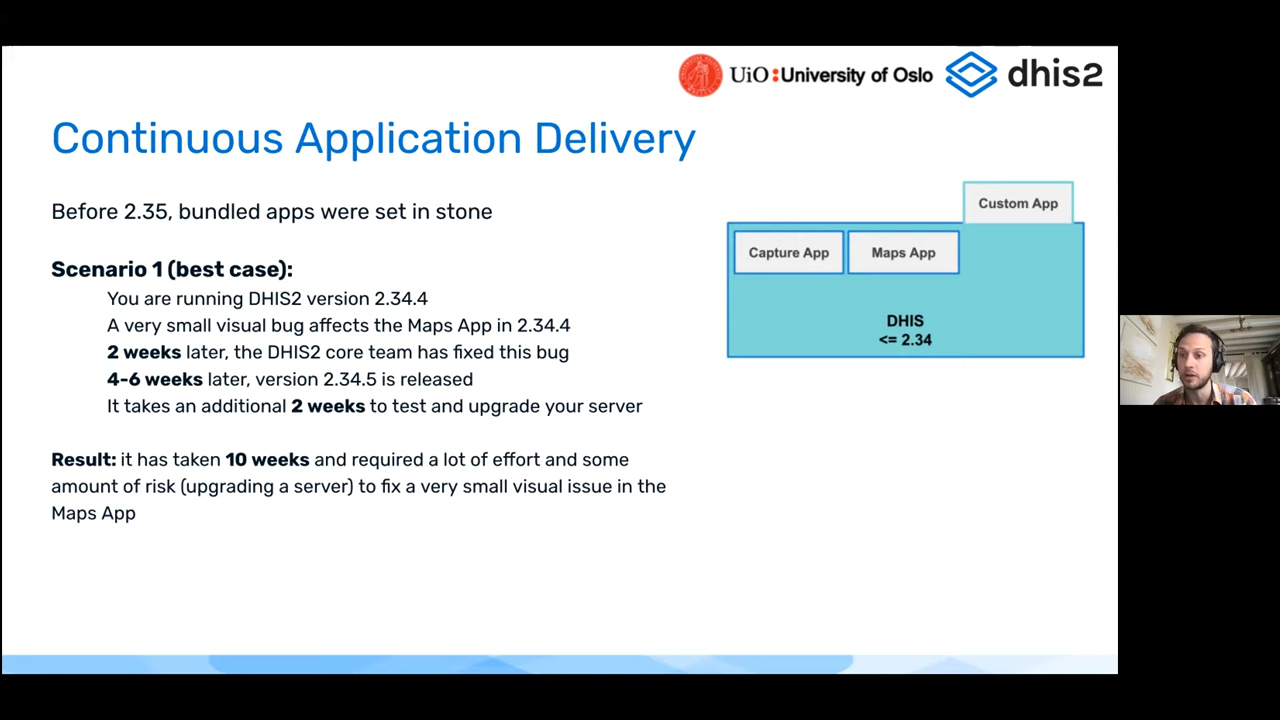 UiO : University of Oslo dhis2
Continuous Application Delivery
Before 2.35, bundled apps were set in stone
Scenario 1 (best case):
You are running DHIS2 version 2.34.4
A very small visual bug affects the Maps App in 2.34.4
2 weeks later, the DHIS2 core team has fixed this bug
4-6 weeks later, version 2.34.5 is released
It takes an additional 2 weeks to test and upgrade your server
Result: it has taken 10 weeks and required a lot of effort and some
amount of risk (upgrading a server) to fix a very small visual issue in the
Maps App
Custom App
Capture App Maps App
DHIS
<= 2.34